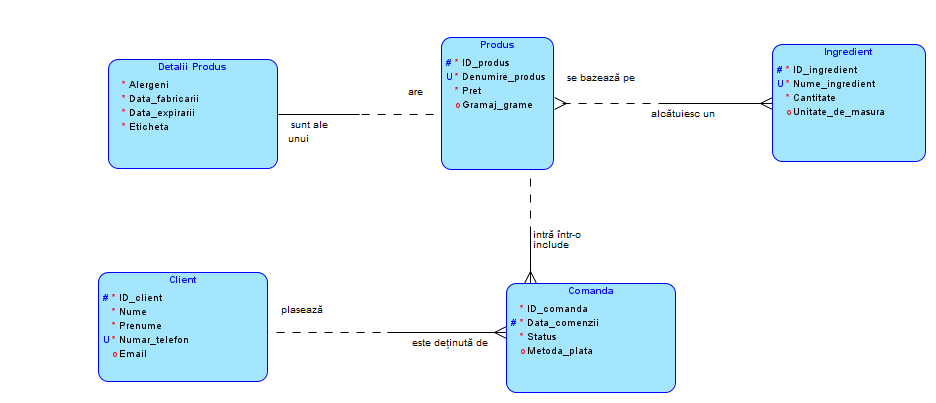 Detalii Produs
* Alergeni
* Data_fabricarii
* Data_expirarii
* Eticheta
are
sunt ale
unui
Produs
# * ID_produs
U * Denumire_produs
* Pret
o Gramaj_grame
se bazează pe
alcătuiesc un
Ingredient
# * ID_ingredient
U * Nume_ingredient
* Cantitate
o Unitate_de_masura
intră într-o
include
Client
# * ID_client
* Nume
* Prenume
U * Numar_telefon
o Email
plasează
este deținută de
Comanda
* ID_comanda
# * Data_comenzii
* Status
o Metoda_plata